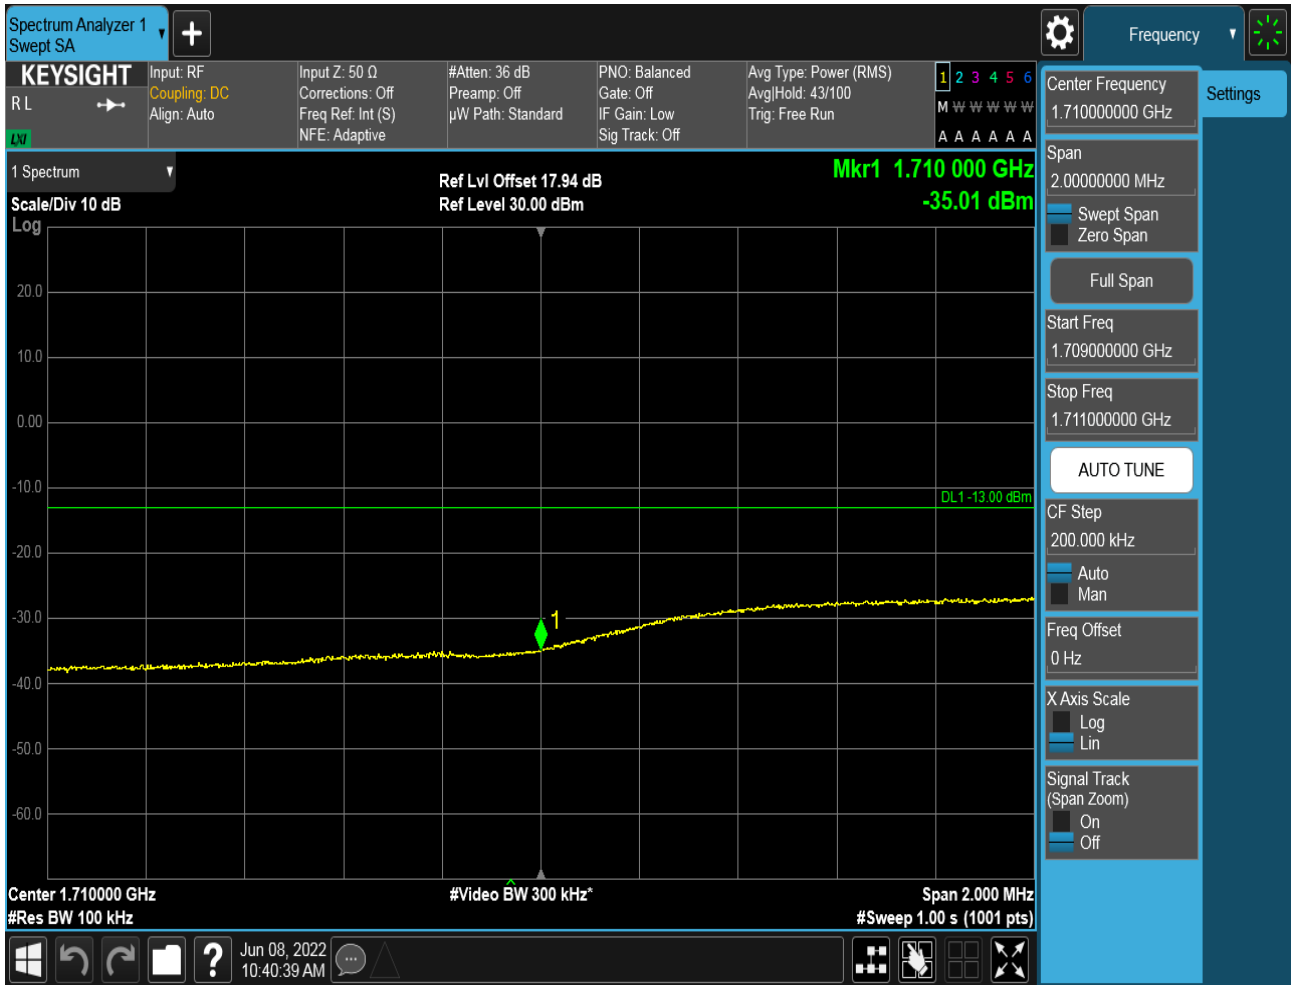 Spectrum Analyzer 1
Swept SA
Frequency
KEYSIGHT
R L
LXI
Input: RF
Coupling: DC
Align: Auto
Input Z: 50 Ω
Corrections: Off
Freq Ref: Int (S)
NFE: Adaptive
#Atten: 36 dB
Preamp: Off
µW Path: Standard
PNO: Balanced
Gate: Off
IF Gain: Low
Sig Track: Off
Avg Type: Power (RMS)
Avg|Hold: 43/100
Trig: Free Run
1 2 3 4 5 6
M W W W W W
A A A A A A
1 Spectrum
Scale/Div 10 dB
Log
Ref Lvl Offset 17.94 dB
Ref Level 30.00 dBm
Mkr1 1.710 000 GHz
-35.01 dBm
20.0
10.0
0.00
-10.0
DL1 -13.00 dBm
-20.0
-30.0
1
-40.0
-50.0
-60.0
Center 1.710000 GHz
#Res BW 100 kHz
#Video BW 300 kHz*
Span 2.000 MHz
#Sweep 1.00 s (1001 pts)
Jun 08, 2022
10:40:39 AM
Settings
Center Frequency
1.710000000 GHz
Span
2.00000000 MHz
Swept Span
Zero Span
Full Span
Start Freq
1.709000000 GHz
Stop Freq
1.711000000 GHz
AUTO TUNE
CF Step
200.000 kHz
Auto
Man
Freq Offset
0 Hz
X Axis Scale
Log
Lin
Signal Track
(Span Zoom)
On
Off